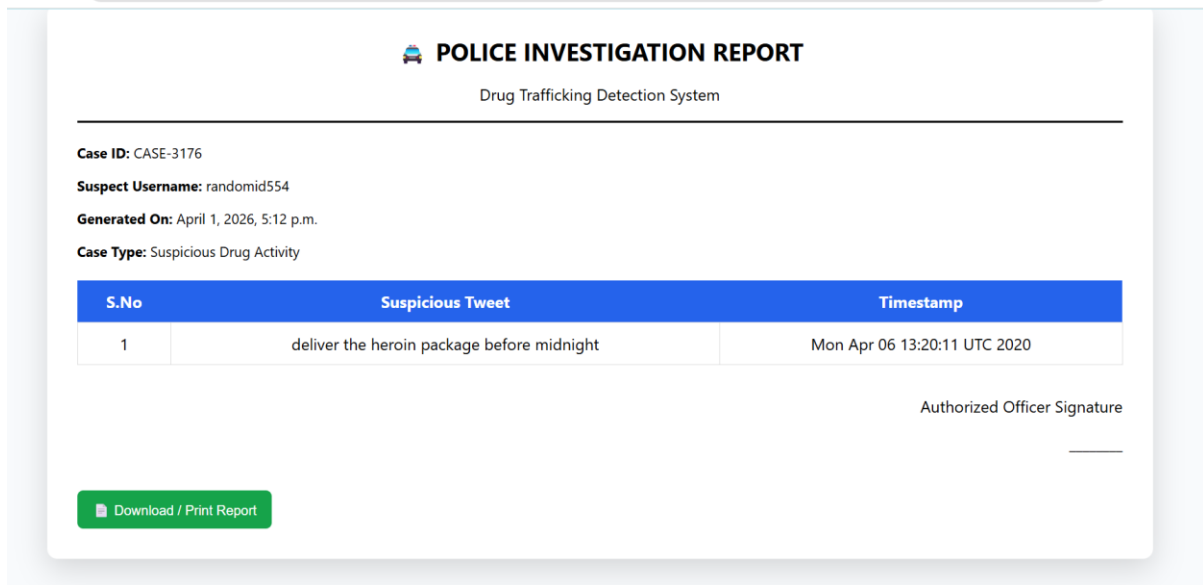 POLICE INVESTIGATION REPORT
Drug Trafficking Detection System
Case ID: CASE-3176
Suspect Username: randomid554
Generated On: April 1, 2026, 5:12 p.m.
Case Type: Suspicious Drug Activity
S.No Suspicious Tweet Timestamp
1 deliver the heroin package before midnight Mon Apr 06 13:20:11 UTC 2020
Authorized Officer Signature
Download / Print Report